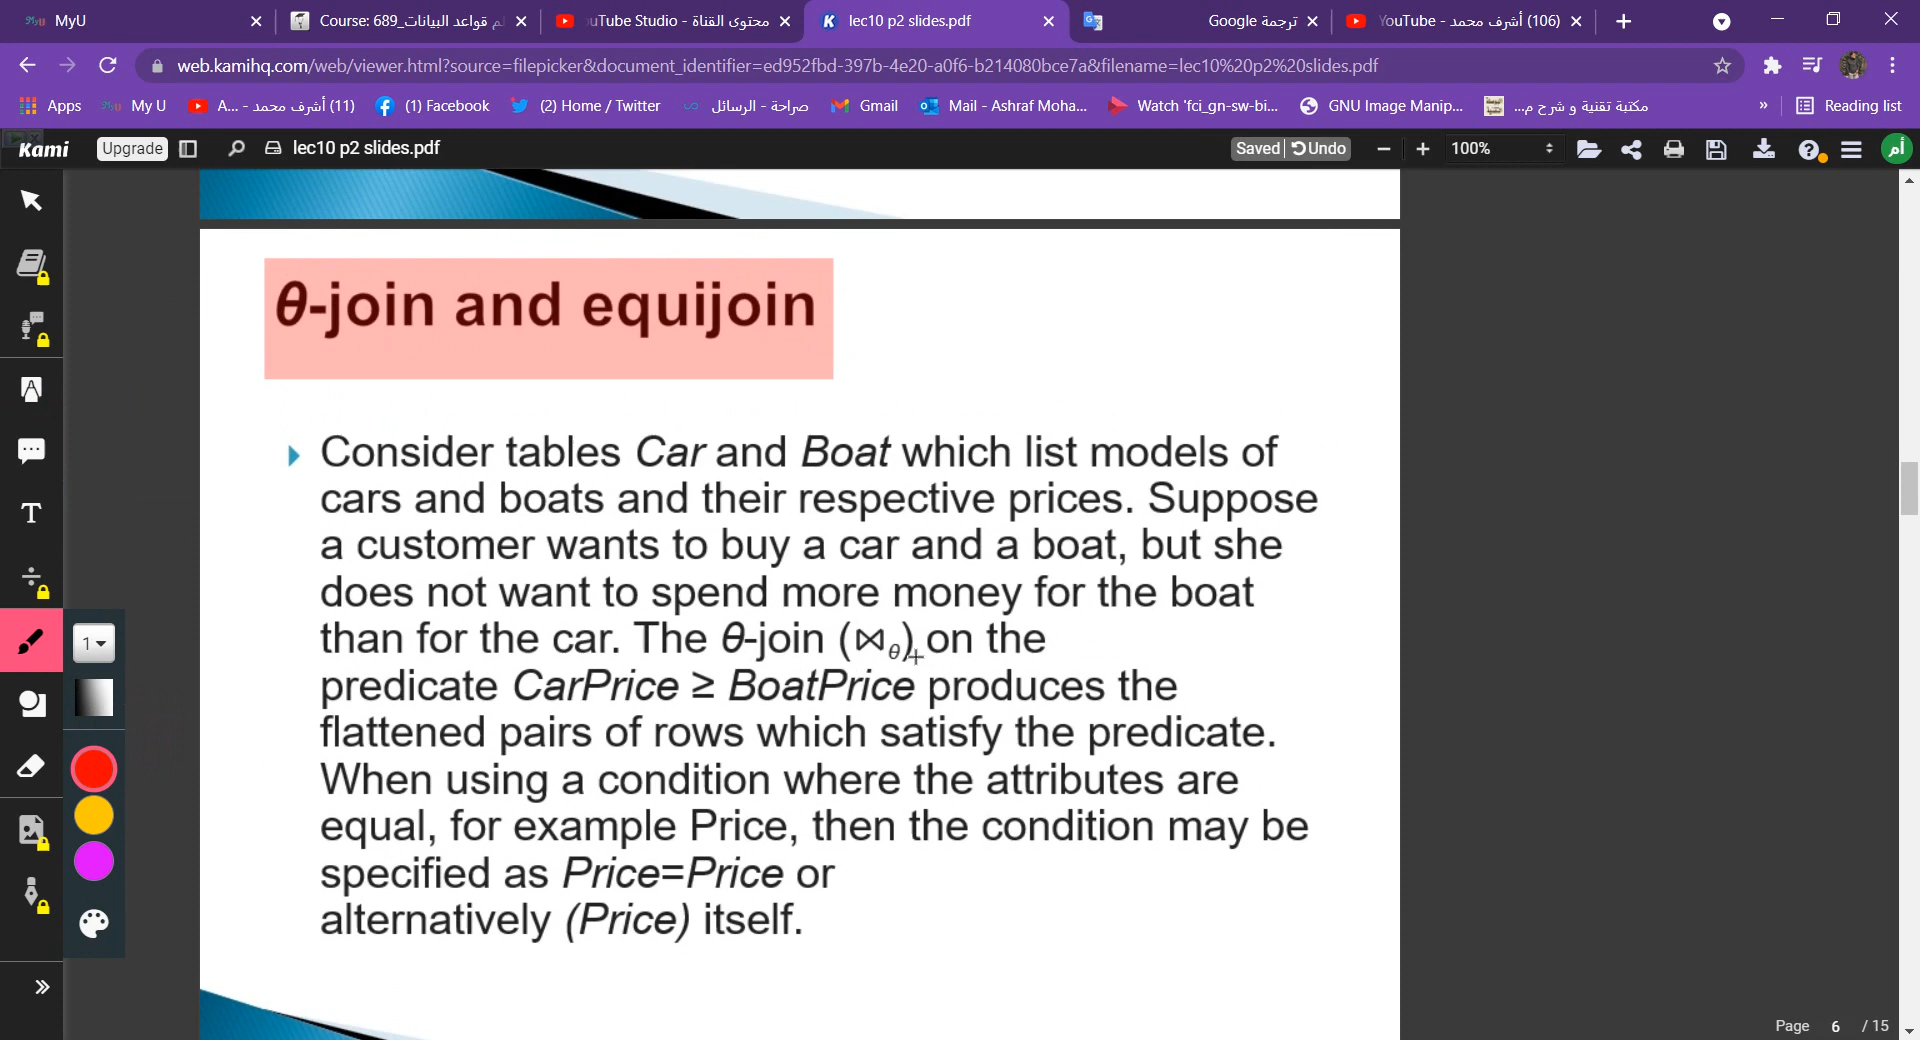 MyU
Course: 689_قواعد البيانات_م
uTube Studio - محتوى القناة
lec10 p2 slides.pdf
ترجمة Google
(106) أشرف محمد - YouTube
web.kamihq.com/web/viewer.html?source=filepicker&document_identifier=ed952fbd-397b-4e20-a0f6-b214080bce7a&filename=lec10%20p2%20slides.pdf
Apps
My U
(11) أشرف محمد - ...A
(1) Facebook
(2) Home / Twitter
صراحة - الرسائل
Gmail
Mail - Ashraf Moha...
Watch 'fci_gn-sw-bi...
GNU Image Manip...
مكتبة تقنية و شرح م...
»
Reading list
Kami
Upgrade
lec10 p2 slides.pdf
Saved
Undo
100%
أم
θ-join and equijoin
Consider tables Car and Boat which list models of
cars and boats and their respective prices. Suppose
a customer wants to buy a car and a boat, but she
does not want to spend more money for the boat
than for the car. The θ-join (⋈θ) on the
predicate CarPrice ≥ BoatPrice produces the
flattened pairs of rows which satisfy the predicate.
When using a condition where the attributes are
equal, for example Price, then the condition may be
specified as Price=Price or
alternatively (Price) itself.
T
1
Page 6 / 15